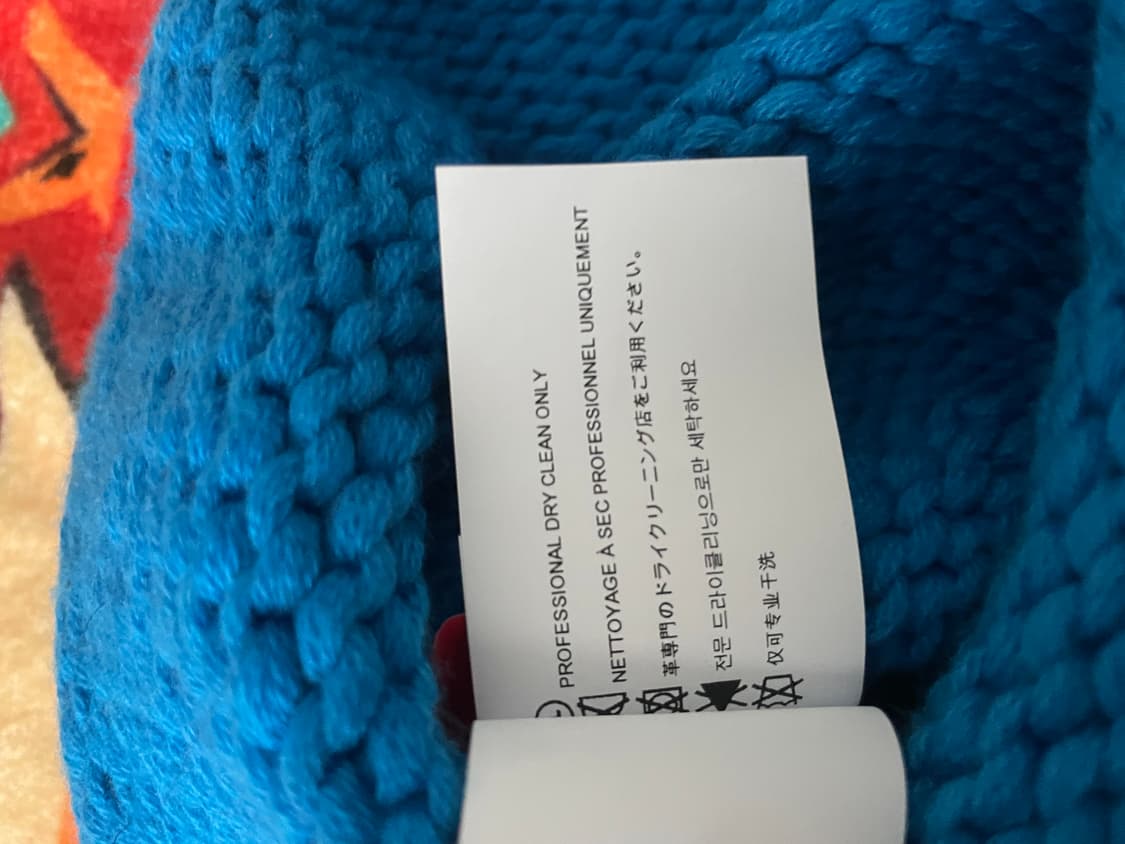 PROFESSIONAL DRY CLEAN ONLY
NETTOYAGE À SEC PROFESSIONNEL UNIQUEMENT
革専門のドライクリーニング店をご利用ください。
전문 드라이클리닝으로만 세탁하세요
仅可专业干洗